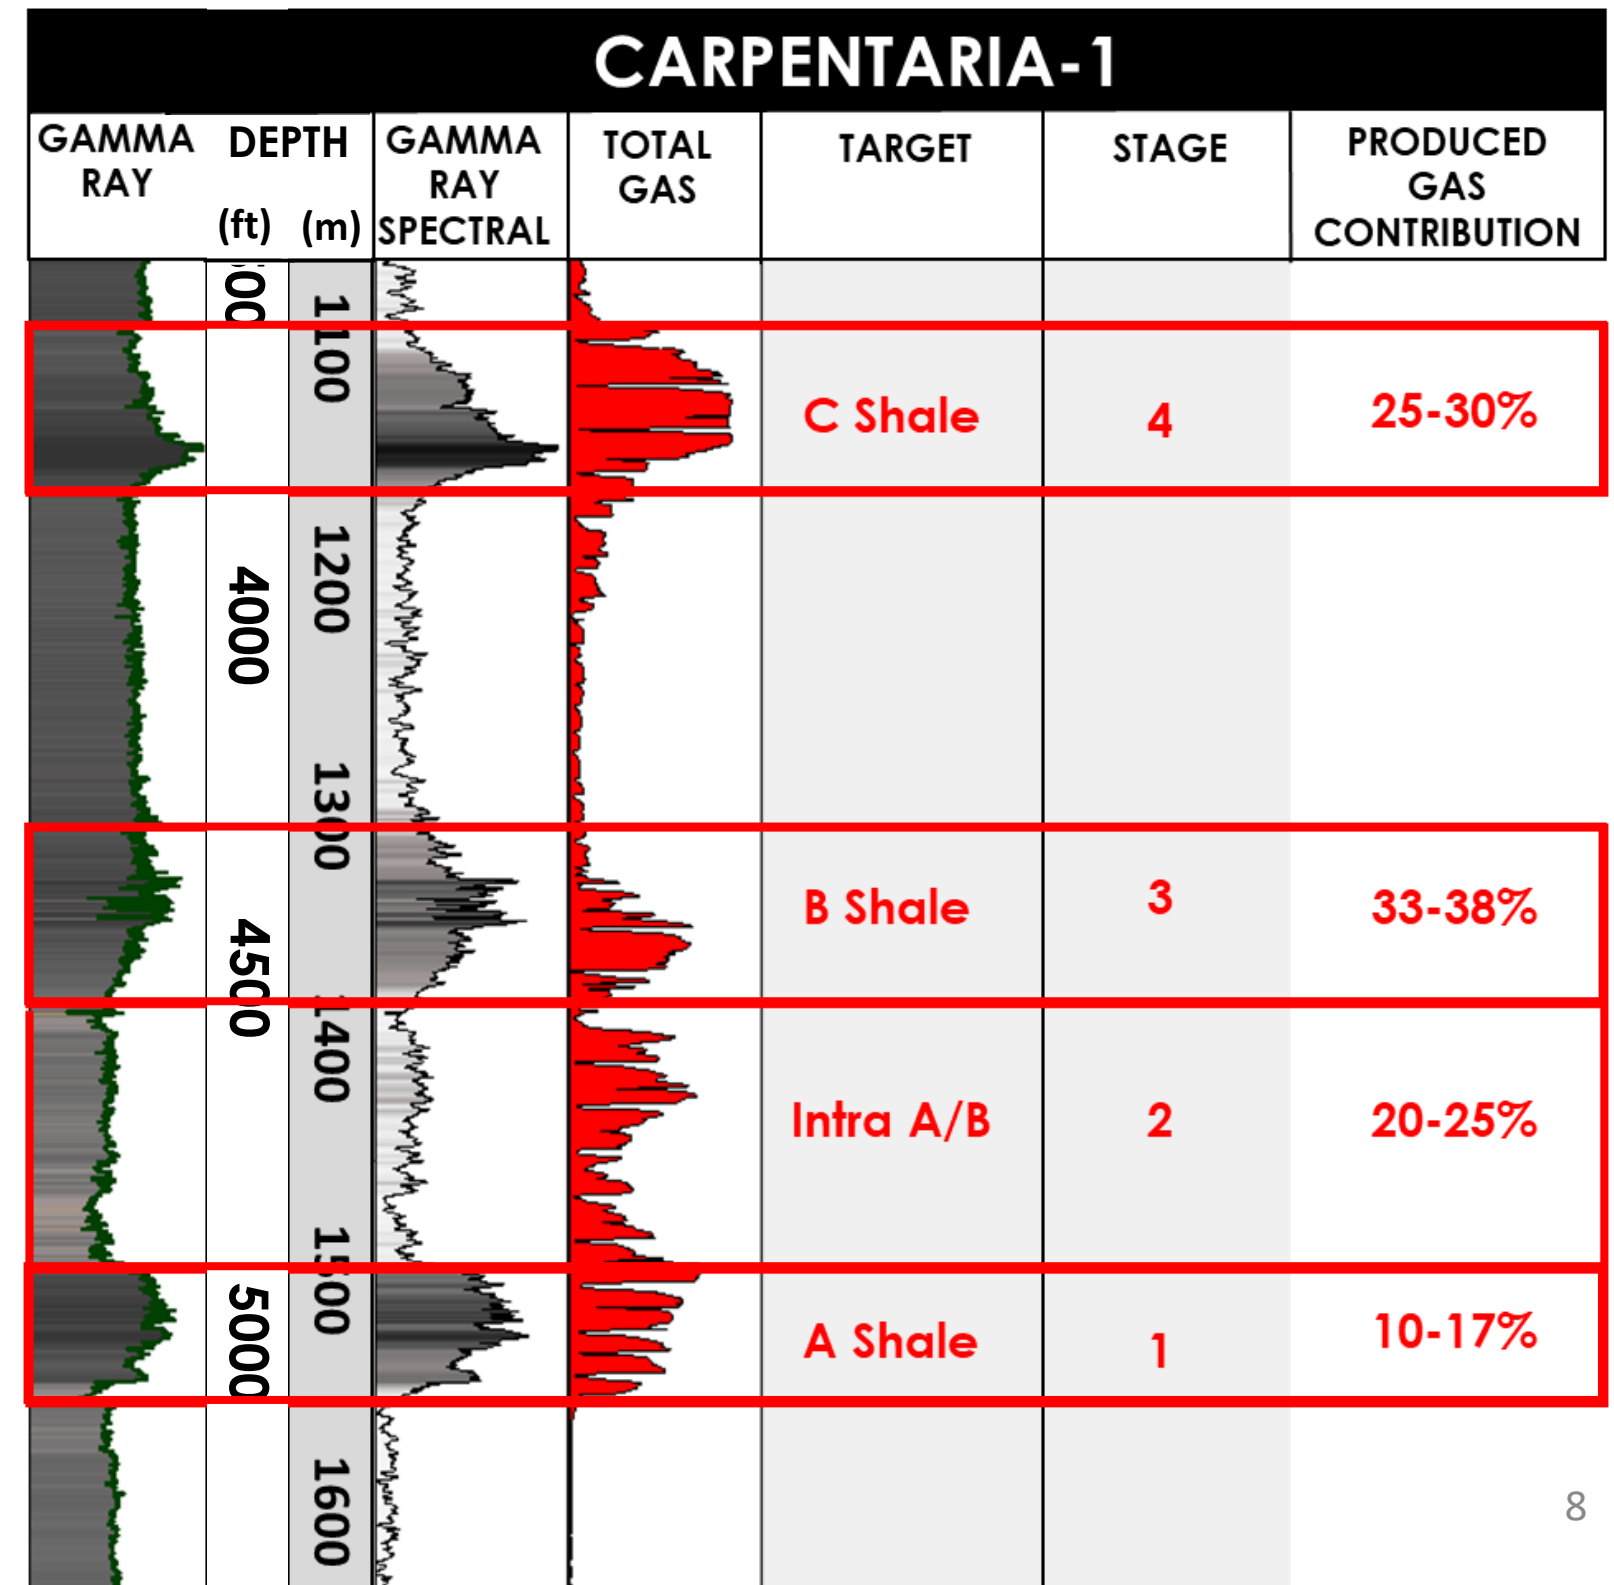 CARPENTARIA-1
GAMMA RAY
DEPTH
(ft) (m)
GAMMA RAY SPECTRAL
TOTAL GAS
TARGET
STAGE
PRODUCED GAS CONTRIBUTION
1100
C Shale 4 25-30%
1200
4000
1300
B Shale 3 33-38%
4500
1400
Intra A/B 2 20-25%
1500
5000
A Shale 1 10-17%
1600
8